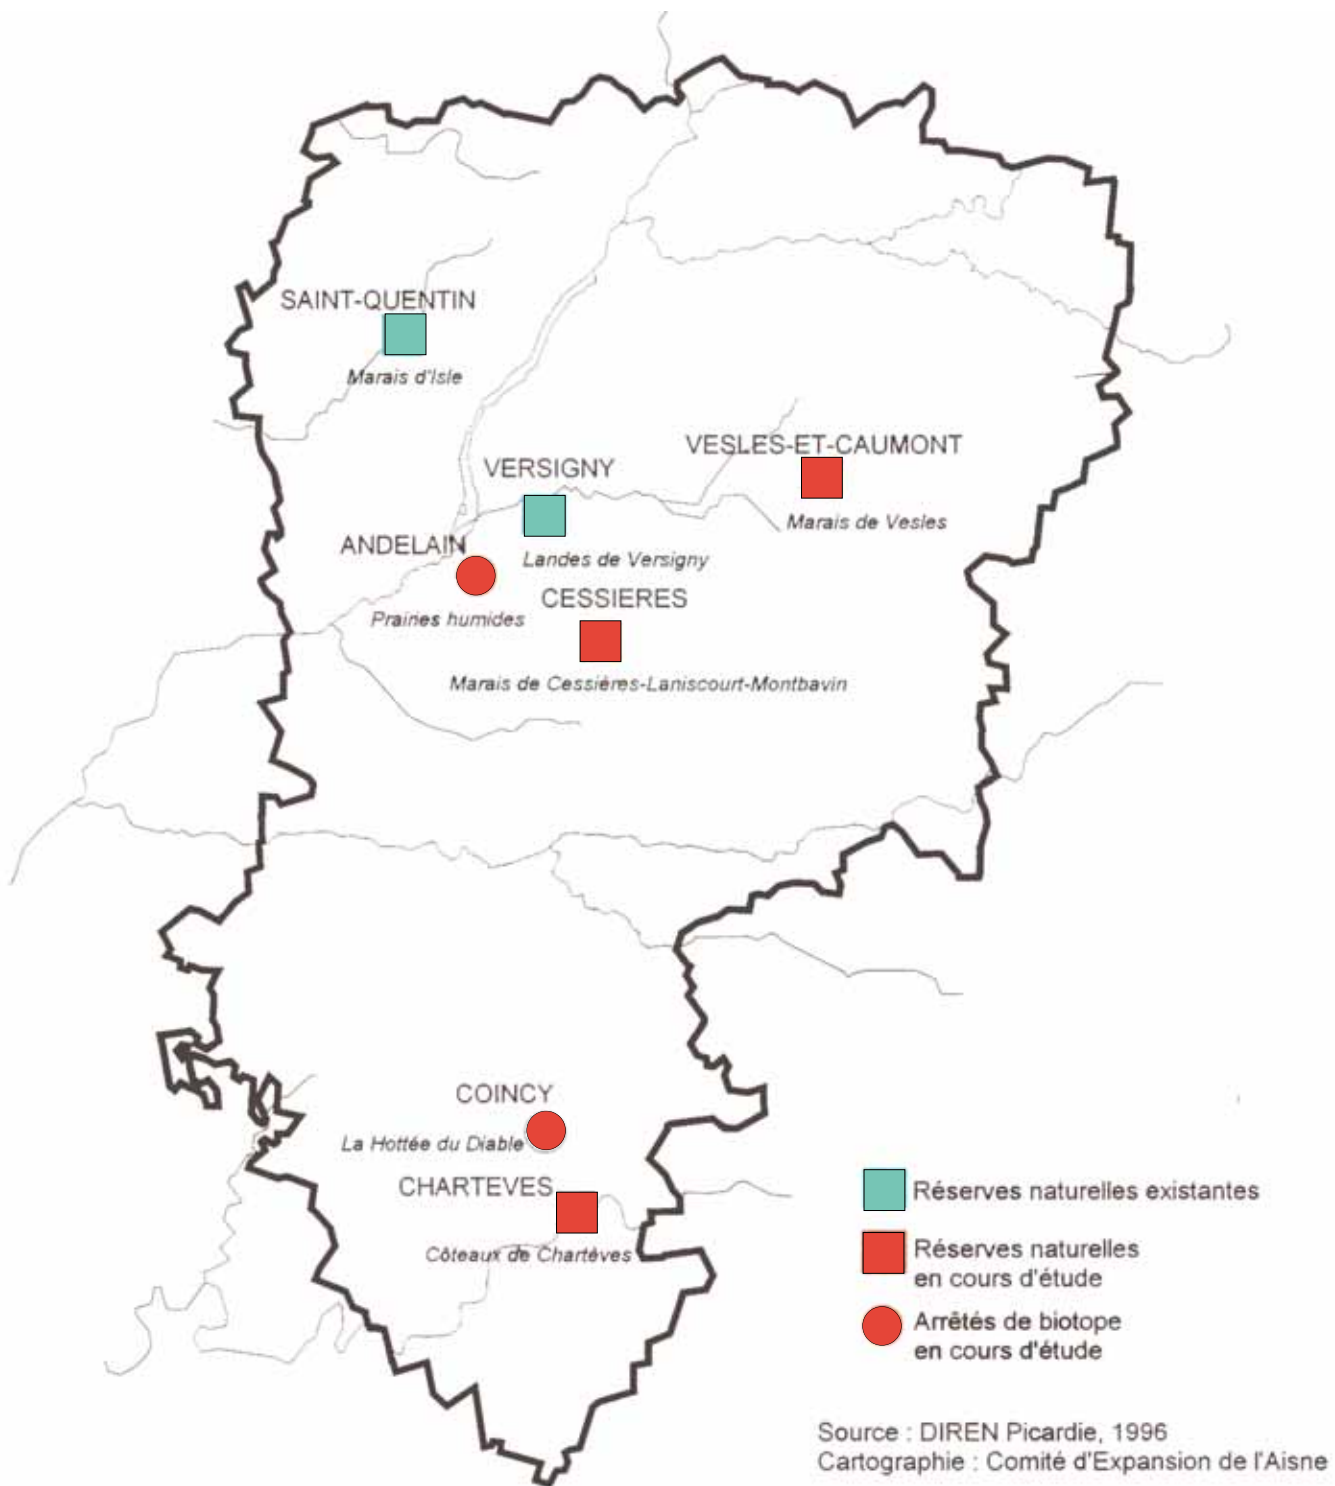 SAINT-QUENTIN
Marais d'Isle
VESLES-ET-CAUMONT
Marais de Vesles
VERSIGNY
Landes de Versigny
ANDELAIN
Prairies humides
CESSIERES
Marais de Cessières-Laniscourt-Montbavin
COINCY
La Hottée du Diable
CHARTEVES
Côteaux de Chartèves
Réserves naturelles existantes
Réserves naturelles
en cours d'étude
Arrêtés de biotope
en cours d'étude
Source : DIREN Picardie, 1996
Cartographie : Comité d'Expansion de l'Aisne